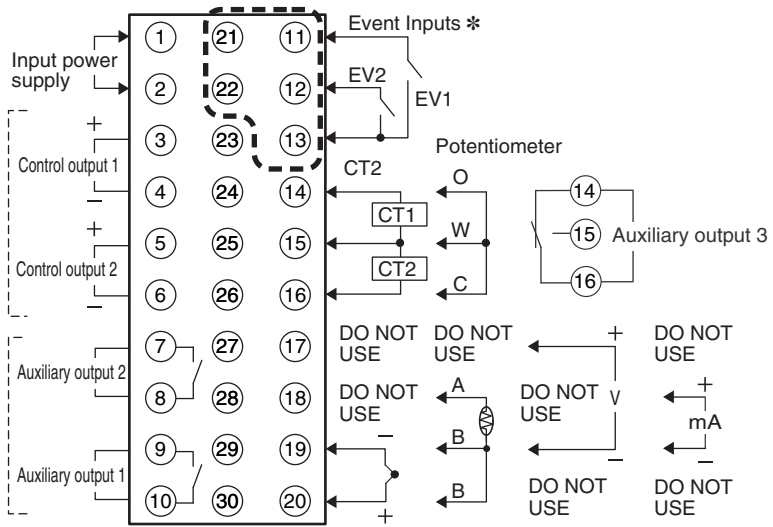 Event Inputs ✻
Input power
supply
1 21 11
2 22 12
EV2
EV1
+
Control output 1
−
3 23 13
4 24 14
Potentiometer
CT2
CT1
CT2
O
W
C
14
15
16
Auxiliary output 3
+
Control output 2
−
5 25 15
6 26 16
Auxiliary output 2
7 27 17
8 28 18
DO NOT
USE
DO NOT
USE
+
DO NOT
USE
DO NOT
USE
A
DO NOT
USE
V
+
mA
−
Auxiliary output 1
9 29 19
10 30 20
−
+
B
B
−
DO NOT
USE
DO NOT
USE